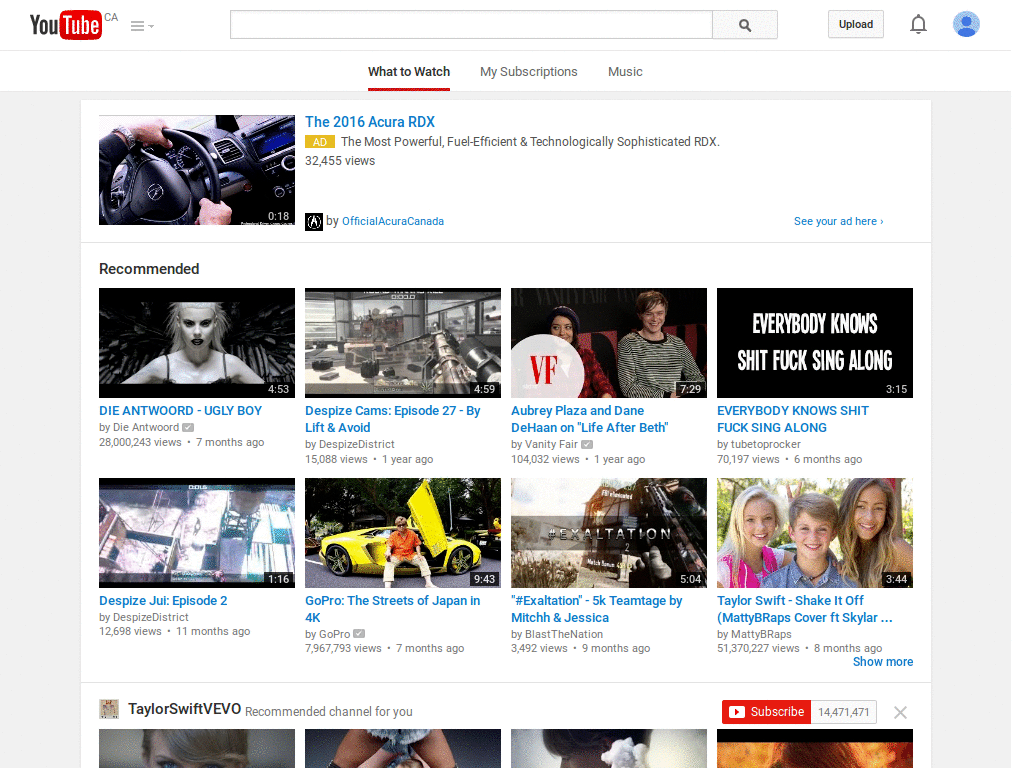 YouTube CA
Upload
What to Watch My Subscriptions Music
The 2016 Acura RDX
AD The Most Powerful, Fuel-Efficient & Technologically Sophisticated RDX.
32,455 views
0:18
by OfficialAcuraCanada
See your ad here ›
Recommended
4:53
DIE ANTWOORD - UGLY BOY
by Die Antwoord
28,000,243 views • 7 months ago
4:59
Despize Cams: Episode 27 - By
Lift & Avoid
by DespizeDistrict
15,088 views • 1 year ago
VANITY FAIR
VF
7:29
Aubrey Plaza and Dane
DeHaan on "Life After Beth"
by Vanity Fair
104,032 views • 1 year ago
EVERYBODY KNOWS
SHIT FUCK SING ALONG
3:15
EVERYBODY KNOWS SHIT
FUCK SING ALONG
by tubetoprocker
70,197 views • 6 months ago
1:16
Despize Jui: Episode 2
by DespizeDistrict
12,698 views • 11 months ago
9:43
GoPro: The Streets of Japan in
4K
by GoPro
7,967,793 views • 7 months ago
#EXALTATION
2
5:04
"#Exaltation" - 5k Teamtage by
Mitchh & Jessica
by BlastTheNation
3,492 views • 9 months ago
3:44
Taylor Swift - Shake It Off
(MattyBRaps Cover ft Skylar ...
by MattyBRaps
51,370,227 views • 8 months ago
Show more
TaylorSwiftVEVO Recommended channel for you
Subscribe 14,471,471